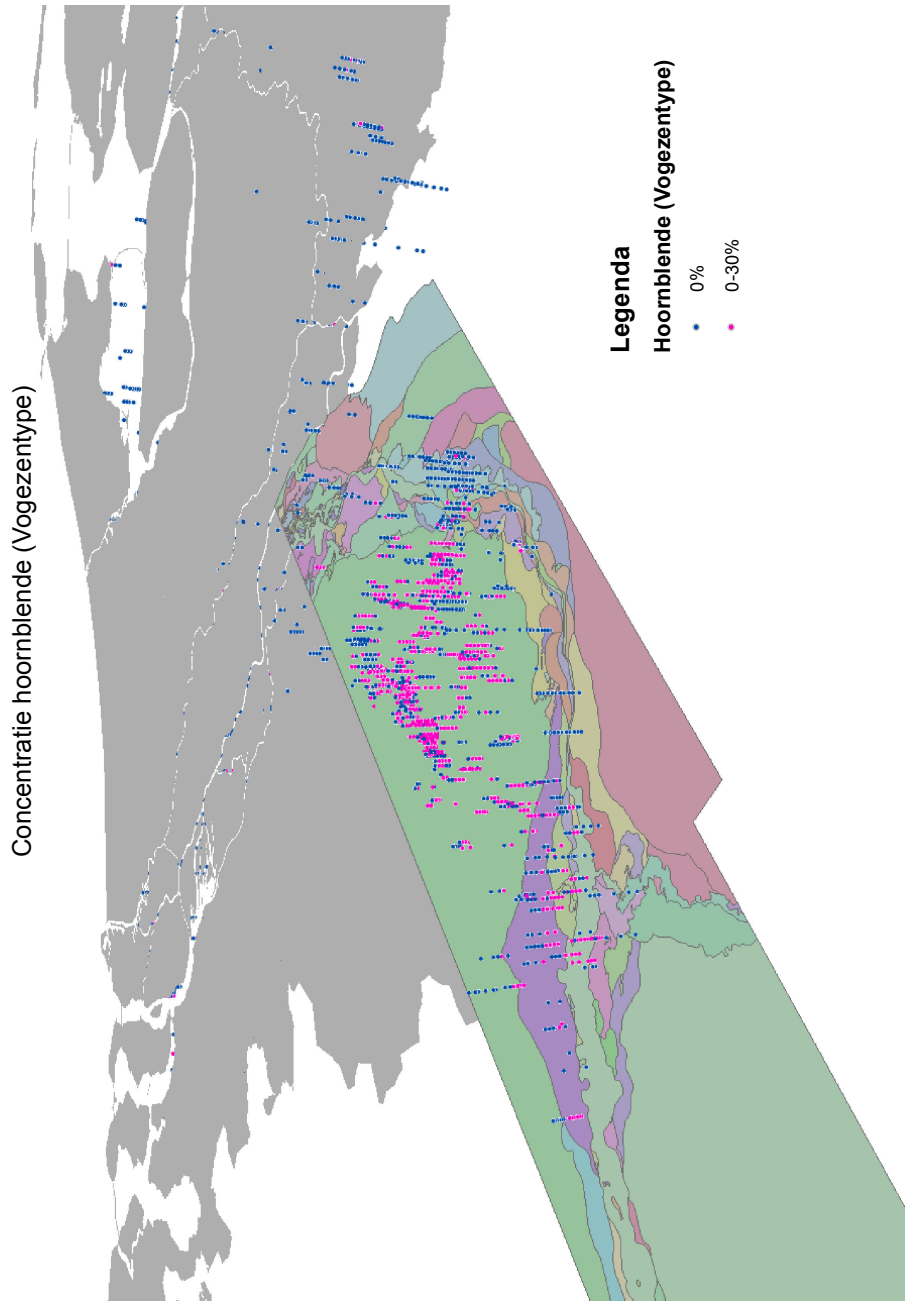 Concentratie hoornblende (Vogezentype)
Legenda
Hoornblende (Vogezentype)
0%
0-30%